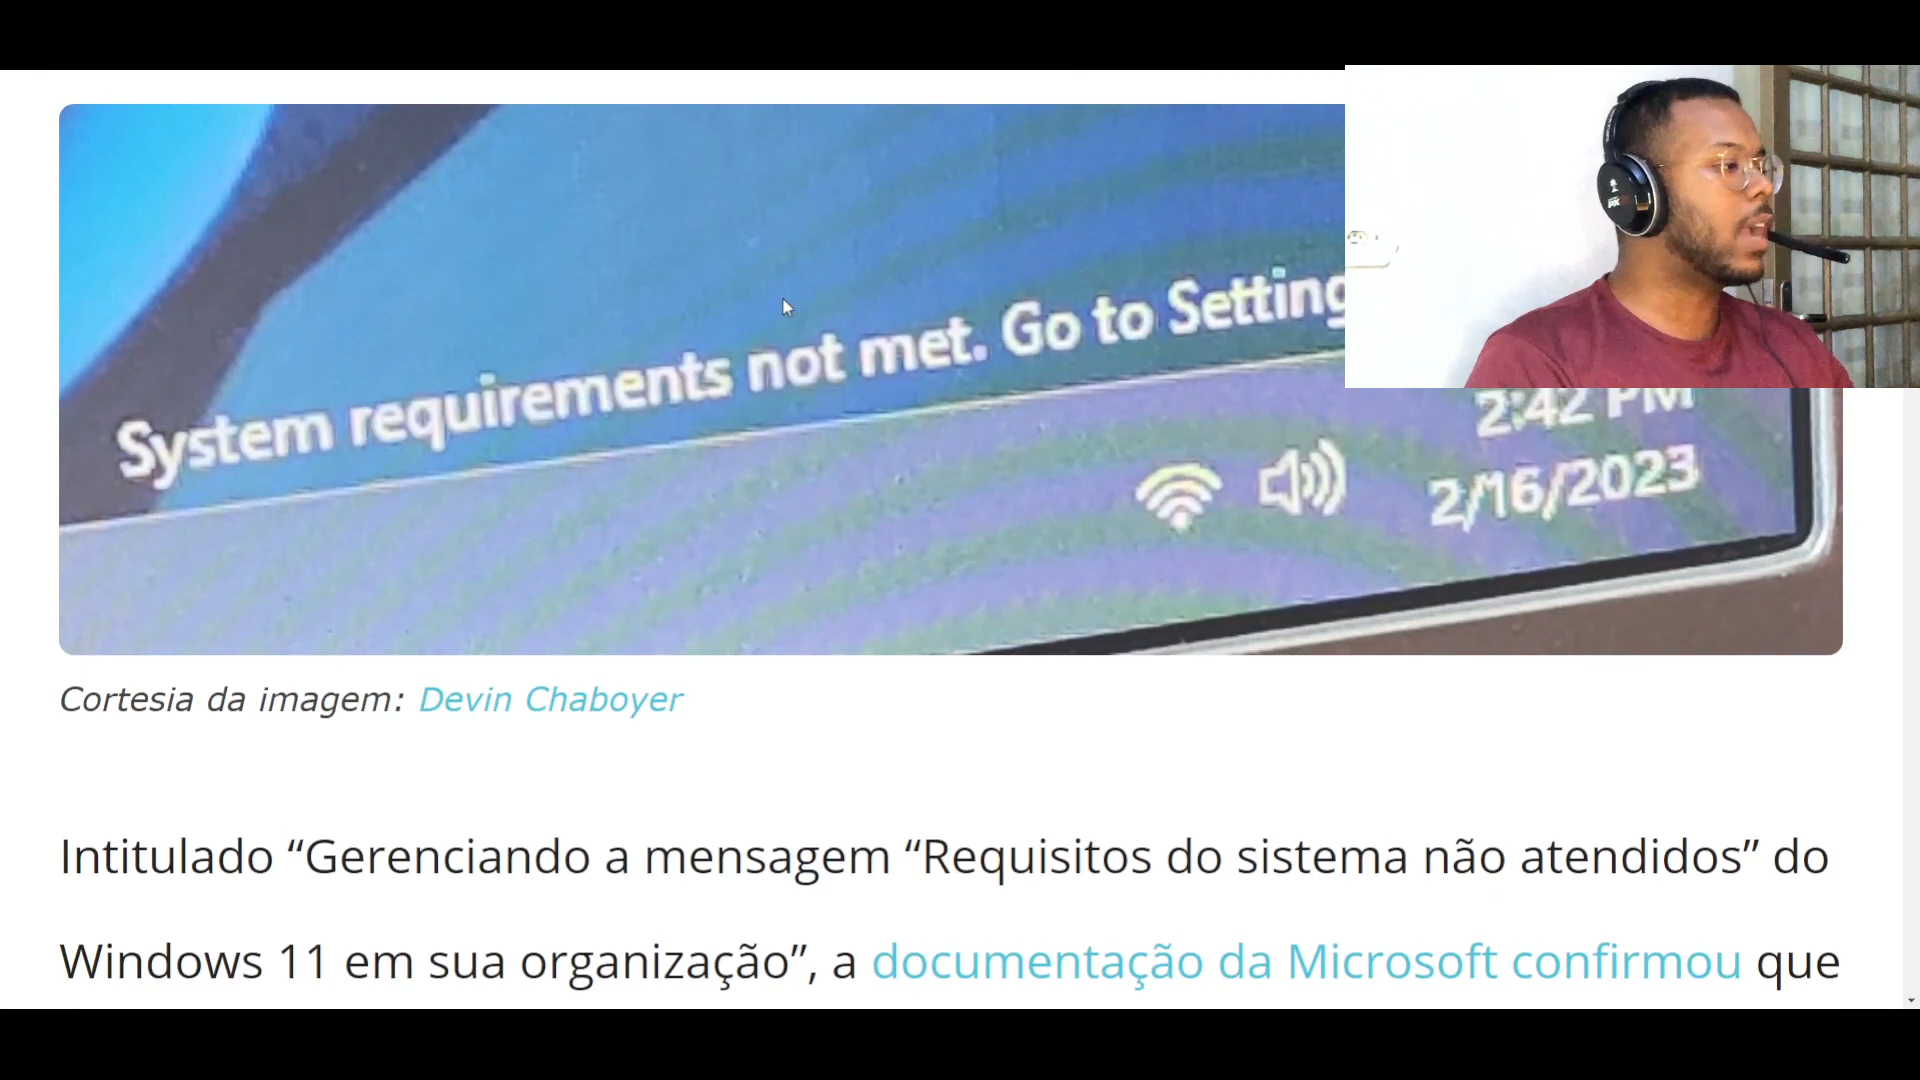 System requirements not met. Go to Setting
2:42 PM
2/16/2023
Cortesia da imagem: Devin Chaboyer
Intitulado “Gerenciando a mensagem “Requisitos do sistema não atendidos” do
Windows 11 em sua organização”, a documentação da Microsoft confirmou que